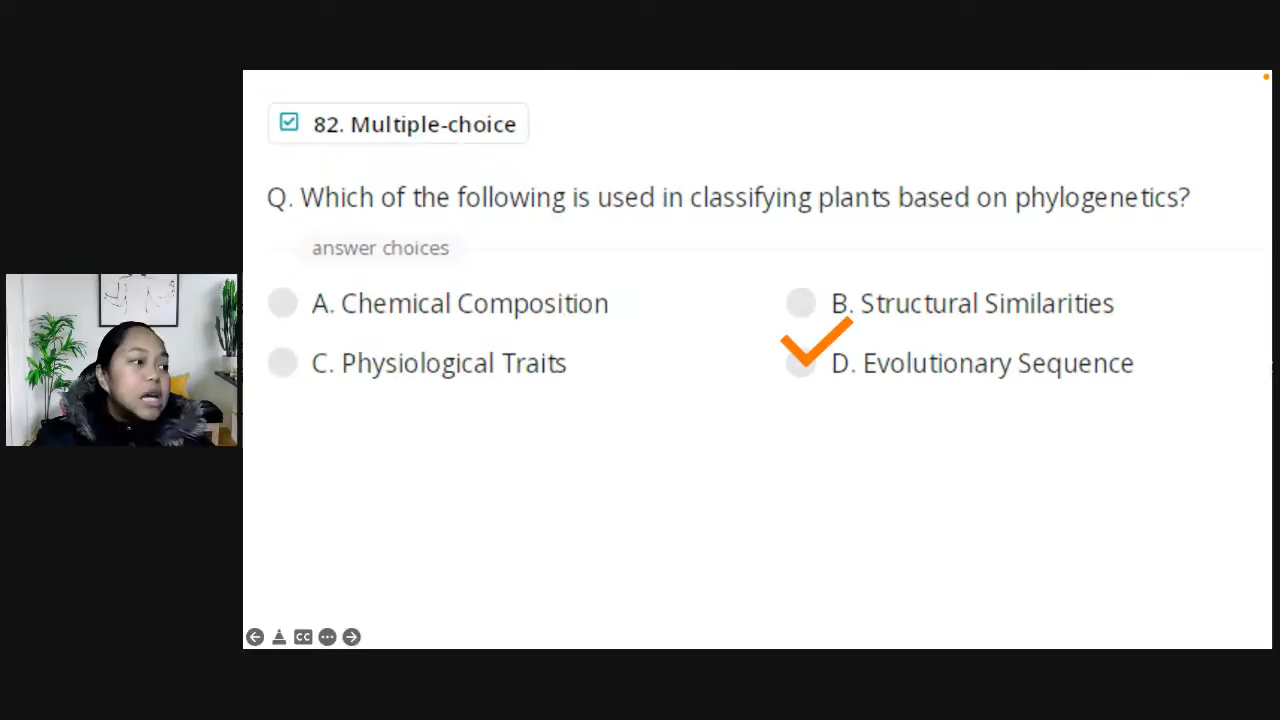 82. Multiple-choice
Q. Which of the following is used in classifying plants based on phylogenetics?
answer choices
A. Chemical Composition
B. Structural Similarities
C. Physiological Traits
D. Evolutionary Sequence
CC